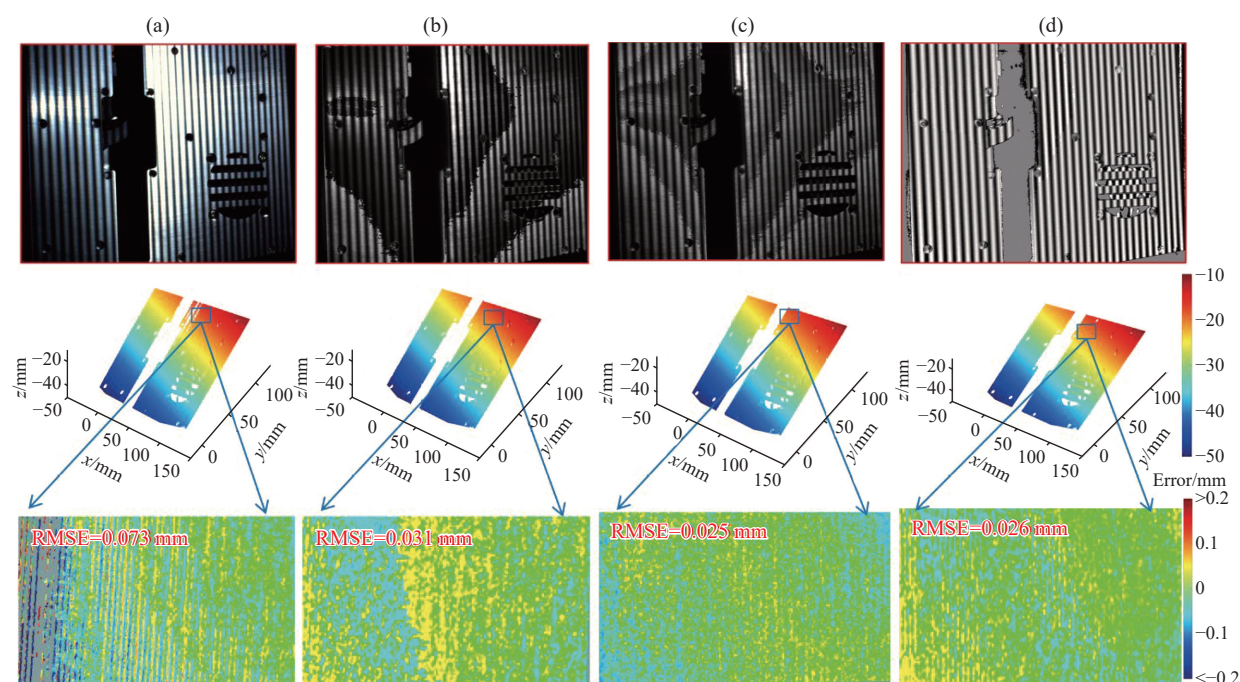 (a) (b) (c) (d)
−10
−20
−30
−40
−50
z/mm −20 −40 −50 0 50 100 150 x/mm 0 50 100 y/mm
z/mm −20 −40 −50 0 50 100 150 x/mm 0 50 100 y/mm
z/mm −20 −40 −50 0 50 100 150 x/mm 0 50 100 y/mm
z/mm −20 −40 −50 0 50 100 150 x/mm 0 50 100 y/mm
Error/mm
RMSE=0.073 mm RMSE=0.031 mm RMSE=0.025 mm RMSE=0.026 mm
>0.2
0.1
0
−0.1
<−0.2